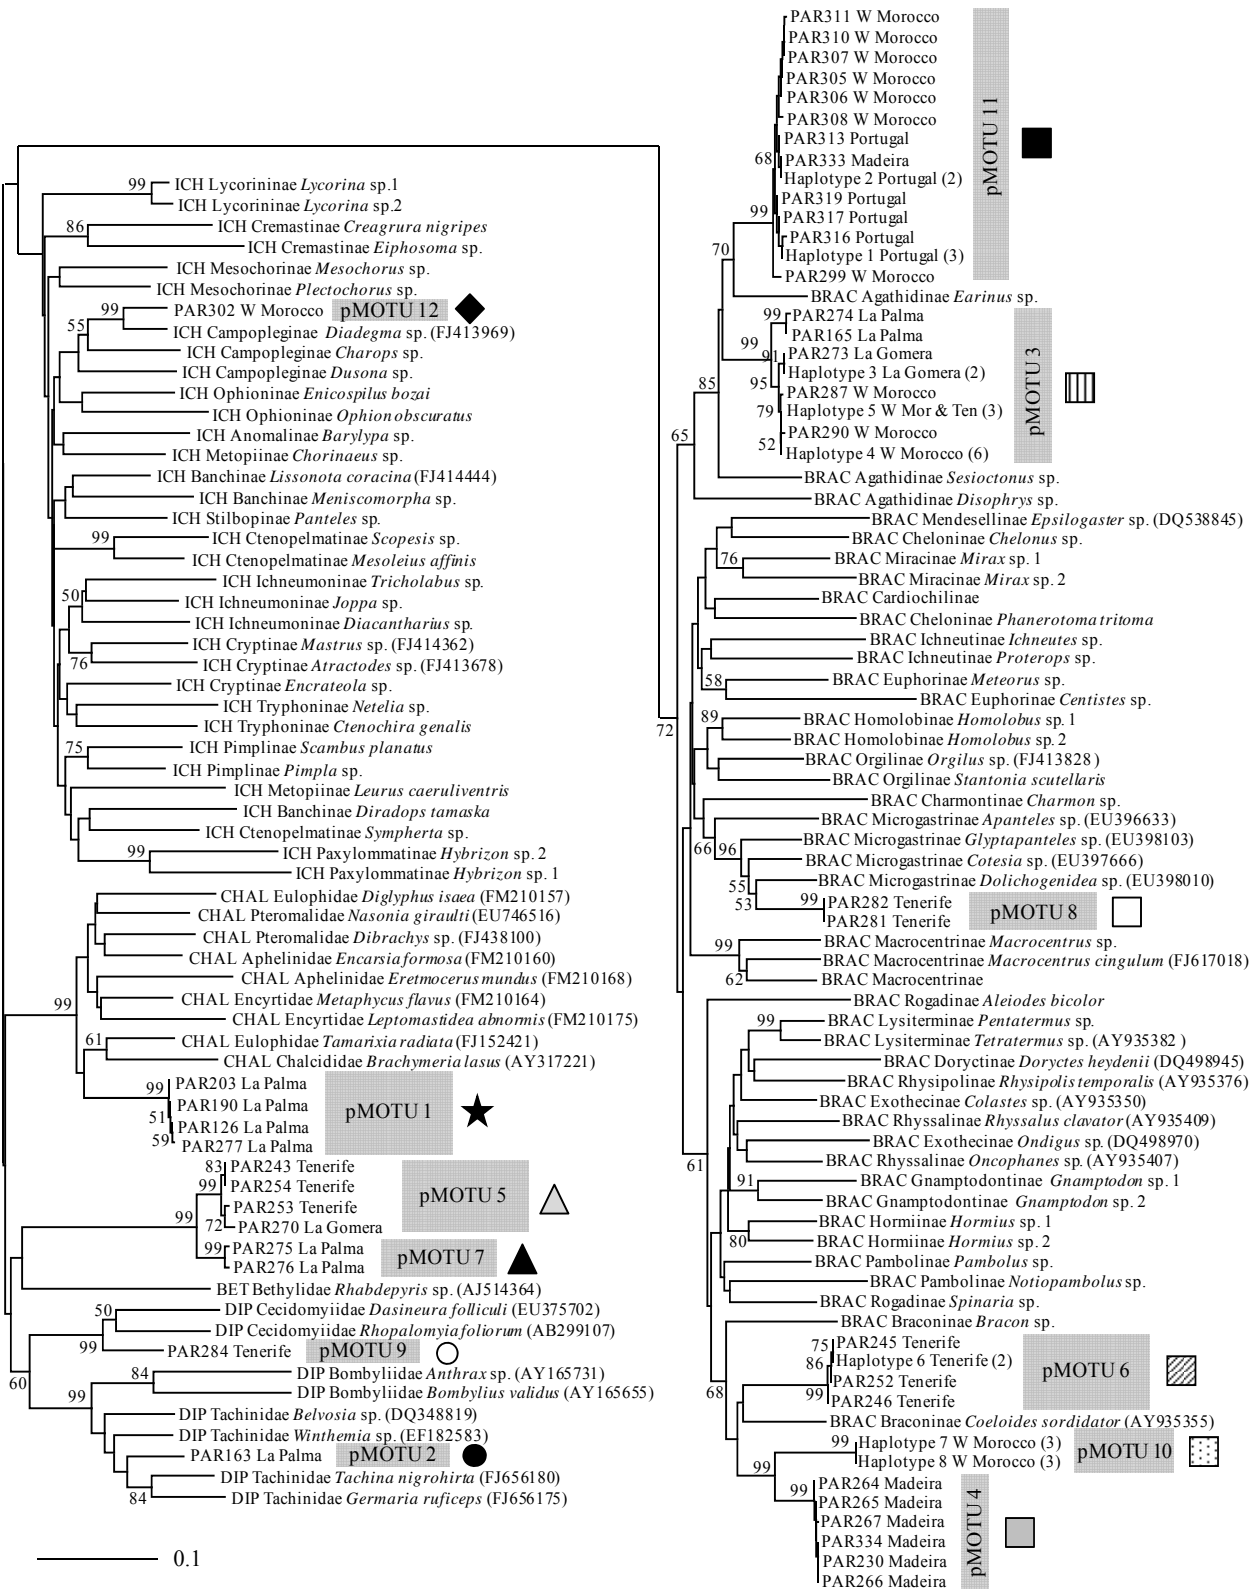 99 ICH Lycorininae Lycorina sp.1
ICH Lycorininae Lycorina sp.2
86 ICH Cremastinae Creagrura nigripes
ICH Cremastinae Eiphosoma sp.
ICH Mesochorinae Mesochorus sp.
ICH Mesochorinae Plectochorus sp.
99 PAR302 W Morocco pMOTU 12
55 ICH Campopleginae Diadegma sp. (FJ413969)
ICH Campopleginae Charops sp.
ICH Campopleginae Dusona sp.
ICH Ophioninae Enicospilus bozai
ICH Ophioninae Ophion obscuratus
ICH Anomalinae Barylypa sp.
ICH Metopiinae Chorinaeus sp.
ICH Banchinae Lissonota coracina (FJ414444)
ICH Banchinae Meniscomorpha sp.
ICH Stilbopinae Panteles sp.
99 ICH Ctenopelmatinae Scopesis sp.
ICH Ctenopelmatinae Mesoleius affinis
ICH Ichneumoninae Tricholabus sp.
50 ICH Ichneumoninae Joppa sp.
ICH Ichneumoninae Diacantharius sp.
ICH Cryptinae Mastrus sp. (FJ414362)
76 ICH Cryptinae Atractodes sp. (FJ413678)
ICH Cryptinae Encrateola sp.
ICH Tryphoninae Netelia sp.
ICH Tryphoninae Ctenochira genalis
75 ICH Pimplinae Scambus planatus
ICH Pimplinae Pimpla sp.
ICH Metopiinae Leurus caeruliventris
ICH Banchinae Diradops tamaska
ICH Ctenopelmatinae Sympherta sp.
99 ICH Paxylommatinae Hybrizon sp. 2
ICH Paxylommatinae Hybrizon sp. 1
CHAL Eulophidae Diglyphus isaea (FM210157)
CHAL Pteromalidae Nasonia giraulti (EU746516)
CHAL Pteromalidae Dibrachys sp. (FJ438100)
CHAL Aphelinidae Encarsia formosa (FM210160)
CHAL Aphelinidae Eretmocerus mundus (FM210168)
99 CHAL Encyrtidae Metaphycus flavus (FM210164)
CHAL Encyrtidae Leptomastidea abnormis (FM210175)
61 CHAL Eulophidae Tamarixia radiata (FJ152421)
CHAL Chalcididae Brachymeria lasus (AY317221)
99 PAR203 La Palma
PAR190 La Palma pMOTU 1
51 PAR126 La Palma
59 PAR277 La Palma
83 PAR243 Tenerife
99 PAR254 Tenerife pMOTU 5
99 PAR253 Tenerife
72 PAR270 La Gomera
99 PAR275 La Palma pMOTU 7
PAR276 La Palma
BET Bethylidae Rhabdepyris sp. (AJ514364)
50 DIP Cecidomyiidae Dasineura folliculi (EU375702)
DIP Cecidomyiidae Rhopalomyia foliorum (AB299107)
99 PAR284 Tenerife pMOTU 9
60 84 DIP Bombyliidae Anthrax sp. (AY165731)
99 DIP Bombyliidae Bombylius validus (AY165655)
DIP Tachinidae Belvosia sp. (DQ348819)
DIP Tachinidae Winthemia sp. (EF182583)
PAR163 La Palma pMOTU 2
DIP Tachinidae Tachina nigrohirta (FJ656180)
84 DIP Tachinidae Germaria ruficeps (FJ656175)
0.1
PAR311 W Morocco
PAR310 W Morocco
PAR307 W Morocco
PAR305 W Morocco
PAR306 W Morocco
PAR308 W Morocco
pMOTU 11
PAR313 Portugal
68 PAR333 Madeira
Haplotype 2 Portugal (2)
PAR319 Portugal
99 PAR317 Portugal
PAR316 Portugal
70 Haplotype 1 Portugal (3)
PAR299 W Morocco
BRAC Agathidinae Earinus sp.
99 PAR274 La Palma
PAR165 La Palma
99 91 PAR273 La Gomera
Haplotype 3 La Gomera (2)
pMOTU 3
85 95 PAR287 W Morocco
79 Haplotype 5 W Mor & Ten (3)
PAR290 W Morocco
65 52 Haplotype 4 W Morocco (6)
BRAC Agathidinae Sesioctonus sp.
BRAC Agathidinae Disophrys sp.
BRAC Mendesellinae Epsilogaster sp. (DQ538845)
BRAC Cheloninae Chelonus sp.
76 BRAC Miracinae Mirax sp. 1
BRAC Miracinae Mirax sp. 2
BRAC Cardiochilinae
BRAC Cheloninae Phanerotoma tritoma
BRAC Ichneutinae Ichneutes sp.
BRAC Ichneutinae Proterops sp.
58 BRAC Euphorinae Meteorus sp.
BRAC Euphorinae Centistes sp.
72 89 BRAC Homolobinae Homolobus sp. 1
BRAC Homolobinae Homolobus sp. 2
BRAC Orgilinae Orgilus sp. (FJ413828)
BRAC Orgilinae Stantonia scutellaris
BRAC Charmontinae Charmon sp.
BRAC Microgastrinae Apanteles sp. (EU396633)
66 96 BRAC Microgastrinae Glyptapanteles sp. (EU398103)
BRAC Microgastrinae Cotesia sp. (EU397666)
55 BRAC Microgastrinae Dolichogenidea sp. (EU398010)
53 99 PAR282 Tenerife pMOTU 8
PAR281 Tenerife
99 BRAC Macrocentrinae Macrocentrus sp.
BRAC Macrocentrinae Macrocentrus cingulum (FJ617018)
62 BRAC Macrocentrinae
BRAC Rogadinae Aleiodes bicolor
99 BRAC Lysiterminae Pentatermus sp.
BRAC Lysiterminae Tetratermus sp. (AY935382 )
BRAC Doryctinae Doryctes heydenii (DQ498945)
BRAC Rhysipolinae Rhysipolis temporalis (AY935376)
BRAC Exothecinae Colastes sp. (AY935350)
BRAC Rhyssalinae Rhyssalus clavator (AY935409)
BRAC Exothecinae Ondigus sp. (DQ498970)
61 BRAC Rhyssalinae Oncophanes sp. (AY935407)
91 BRAC Gnamptodontinae Gnamptodon sp. 1
BRAC Gnamptodontinae Gnamptodon sp. 2
BRAC Hormiinae Hormius sp. 1
80 BRAC Hormiinae Hormius sp. 2
BRAC Pambolinae Pambolus sp.
BRAC Pambolinae Notiopambolus sp.
BRAC Rogadinae Spinaria sp.
BRAC Braconinae Bracon sp.
75 PAR245 Tenerife
86 Haplotype 6 Tenerife (2) pMOTU 6
68 PAR252 Tenerife
99 PAR246 Tenerife
BRAC Braconinae Coeloides sordidator (AY935355)
99 Haplotype 7 W Morocco (3) pMOTU 10
99 Haplotype 8 W Morocco (3)
99 PAR264 Madeira
PAR265 Madeira
PAR267 Madeira
pMOTU 4
PAR334 Madeira
PAR230 Madeira
PAR266 Madeira